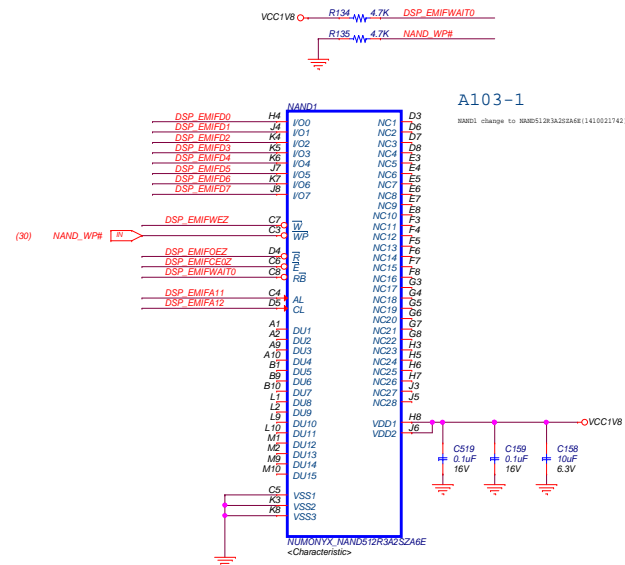 VCC1V8 R134 4.7K DSP_EMIFWAIT0
R135 4.7K NAND_WP#
A103-1
NAND1 change to NAND512R3A2SZA6E(1410021742
NAND1
DSP_EMIFD0 H4 I/O0 NC1 D3
DSP_EMIFD1 J4 I/O1 NC2 D6
DSP_EMIFD2 K4 I/O2 NC3 D7
DSP_EMIFD3 K5 I/O3 NC4 D8
DSP_EMIFD4 K6 I/O4 NC5 E3
DSP_EMIFD5 J7 I/O5 NC6 E4
DSP_EMIFD6 K7 I/O6 NC7 E5
DSP_EMIFD7 J8 I/O7 NC8 E6
NC9 E7
NC10 E8
DSP_EMIFWEZ C7 W NC11 F3
(30) NAND_WP# IN C3 WP NC12 F4
NC13 F5
DSP_EMIFOEZ D4 R NC14 F6
DSP_EMIFCE0Z C6 E NC15 F7
DSP_EMIFWAIT0 C8 RB NC16 F8
NC17 G3
DSP_EMIFA11 C4 AL NC18 G4
DSP_EMIFA12 D5 CL NC19 G5
NC20 G6
A1 DU1 NC21 G7
A2 DU2 NC22 G8
A9 DU3 NC23 H3
A10 DU4 NC24 H5
B1 DU5 NC25 H6
B9 DU6 NC26 H7
B10 DU7 NC27 J3
L1 DU8 NC28 J5
L2 DU9
L9 DU10 VDD1 H8 VCC1V8
L10 DU11 VDD2 J6
M1 DU12
M2 DU13
M9 DU14
M10 DU15
C519 C159 C158
0.1uF 0.1uF 10uF
16V 16V 6.3V
C5 VSS1
K3 VSS2
K8 VSS3
NUMONYX_NAND512R3A2SZA6E
<Characteristic>